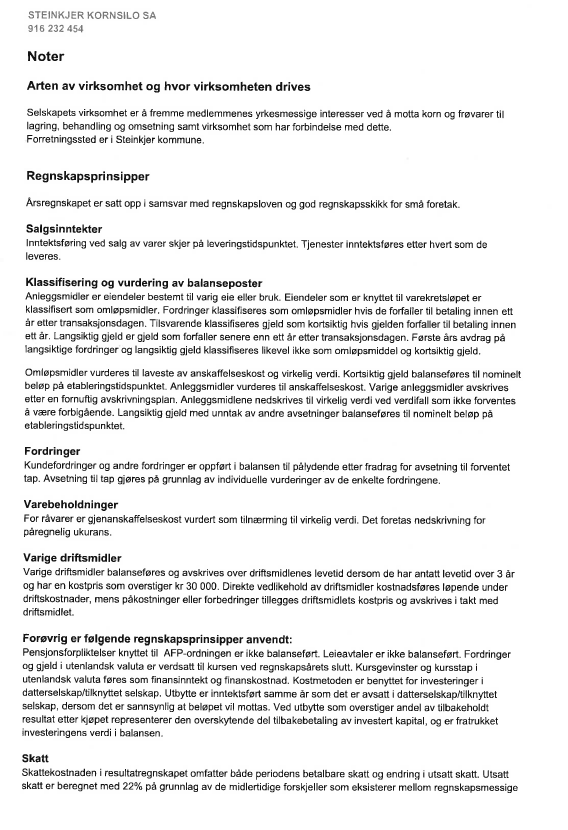 STEINKJER KORNSILO SA
916 232 454
Noter
Arten av virksomhet og hvor virksomheten drives
Selskapets virksomhet er å fremme medlemmenes yrkesmessige interesser ved å motta korn og frøvarer til
lagring, behandling og omsetning samt virksomhet som har forbindelse med dette.
Forretningssted er i Steinkjer kommune.
Regnskapsprinsipper
Årsregnskapet er satt opp i samsvar med regnskapsloven og god regnskapsskikk for små foretak.
Salgsinntekter
Inntektsføring ved salg av varer skjer på leveringstidspunktet. Tjenester inntektsføres etter hvert som de
leveres.
Klassifisering og vurdering av balanseposter
Anleggsmidler er eiendeler bestemt til varig eie eller bruk. Eiendeler som er knyttet til varekretsløpet er
klassifisert som omløpsmidler. Fordringer klassifiseres som omløpsmidler hvis de forfaller til betaling innen ett
år etter transaksjonsdagen. Tilsvarende klassifiseres gjeld som kortsiktig hvis gjelden forfaller til betaling innen
ett år. Langsiktig gjeld er gjeld som forfaller senere enn ett år etter transaksjonsdagen. Første års avdrag på
langsiktige fordringer og langsiktig gjeld klassifiseres likevel ikke som omløpsmiddel og kortsiktig gjeld.
Omløpsmidler vurderes til laveste av anskaffelseskost og virkelig verdi. Kortsiktig gjeld balanseføres til nominelt
beløp på etableringstidspunktet. Anleggsmidler vurderes til anskaffelseskost. Varige anleggsmidler avskrives
etter en fornuftig avskrivningsplan. Anleggsmidlene nedskrives til virkelig verdi ved verdifall som ikke forventes
å være forbigående. Langsiktig gjeld med unntak av andre avsetninger balanseføres til nominelt beløp på
etableringstidspunktet.
Fordringer
Kundefordringer og andre fordringer er oppført i balansen til pålydende etter fradrag for avsetning til forventet
tap. Avsetning til tap gjøres på grunnlag av individuelle vurderinger av de enkelte fordringene.
Varebeholdninger
For råvarer er gjenanskaffelseskost vurdert som tilnærming til virkelig verdi. Det foretas nedskrivning for
påregnelig ukurans.
Varige driftsmidler
Varige driftsmidler balanseføres og avskrives over driftsmidlenes levetid dersom de har antatt levetid over 3 år
og har en kostpris som overstiger kr 30 000. Direkte vedlikehold av driftsmidler kostnadsføres løpende under
driftskostnader, mens påkostninger eller forbedringer tillegges driftsmidlets kostpris og avskrives i takt med
driftsmidlet.
Forøvrig er følgende regnskapsprinsipper anvendt:
Pensjonsforpliktelser knyttet til AFP-ordningen er ikke balanseført. Leieavtaler er ikke balanseført. Fordringer
og gjeld i utenlandsk valuta er verdsatt til kursen ved regnskapsårets slutt. Kursgevinster og kurstap i
utenlandsk valuta føres som finansinntekt og finanskostnad. Kostmetoden er benyttet for investeringer i
datterselskap/tilknyttet selskap. Utbytte er inntektsført samme år som det er avsatt i datterselskap/tilknyttet
selskap, dersom det er sannsynlig at beløpet vil mottas. Ved utbytte som overstiger andel av tilbakeholdt
resultat etter kjøpet representerer den overskytende del tilbakebetaling av investert kapital, og er fratrukket
investeringens verdi i balansen.
Skatt
Skattekostnaden i resultatregnskapet omfatter både periodens betalbare skatt og endring i utsatt skatt. Utsatt
skatt er beregnet med 22% på grunnlag av de midlertidige forskjeller som eksisterer mellom regnskapsmessige